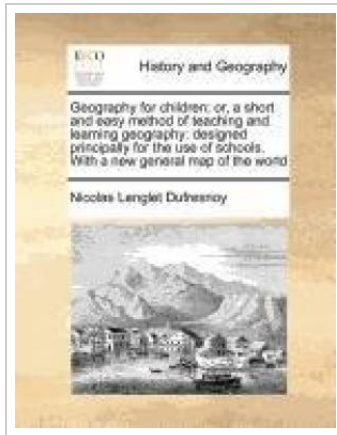 ECCO
History and Geography
Geography for children: or, a short
and easy method of teaching and
learning geography: designed
principally for the use of schools.
With a new general map of the world
Nicolas Lenglet Dufresnoy